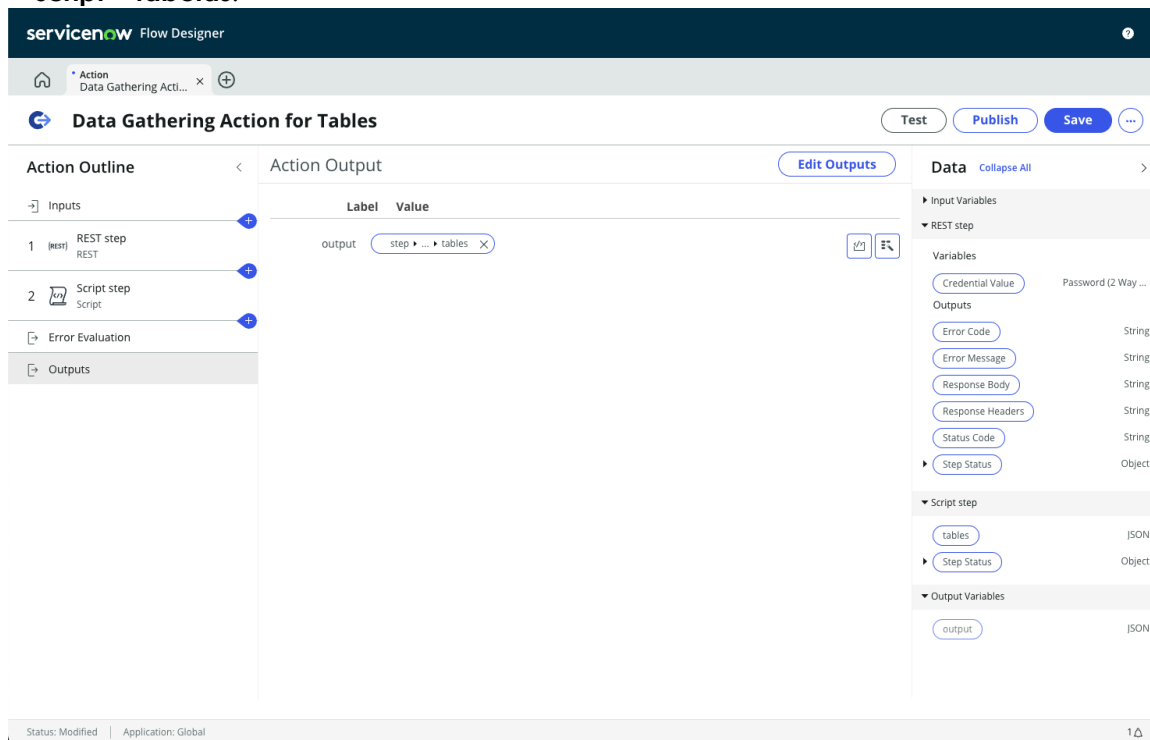 servicenow Flow Designer
Action
Data Gathering Acti...
Data Gathering Action for Tables
Test Publish Save ...
Action Outline
Inputs
1 {REST} REST step
REST
2 Script step
Script
Error Evaluation
Outputs
Action Output Edit Outputs
Label Value
output step ... tables
Data Collapse All
Input Variables
REST step
Variables
Credential Value Password (2 Way ...
Outputs
Error Code String
Error Message String
Response Body String
Response Headers String
Status Code String
Step Status Object
Script step
tables JSON
Step Status Object
Output Variables
output JSON
Status: Modified Application: Global 1